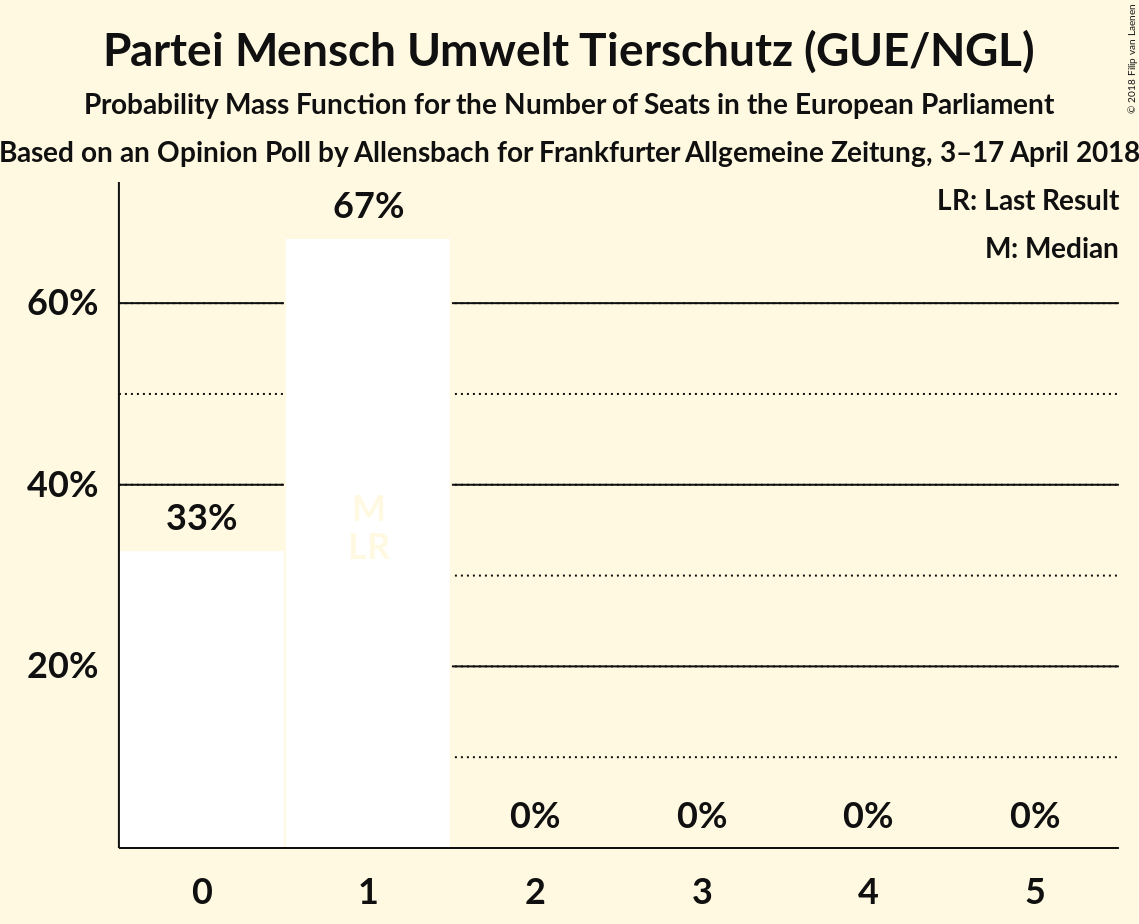 Partei Mensch Umwelt Tierschutz (GUE/NGL)
Probability Mass Function for the Number of Seats in the European Parliament
Based on an Opinion Poll by Allensbach for Frankfurter Allgemeine Zeitung, 3–17 April 2018
© 2018 Filip van Laenen
LR: Last Result
M: Median
67%
60%
40%
33%
M
LR
20%
0% 0% 0% 0%
0 1 2 3 4 5